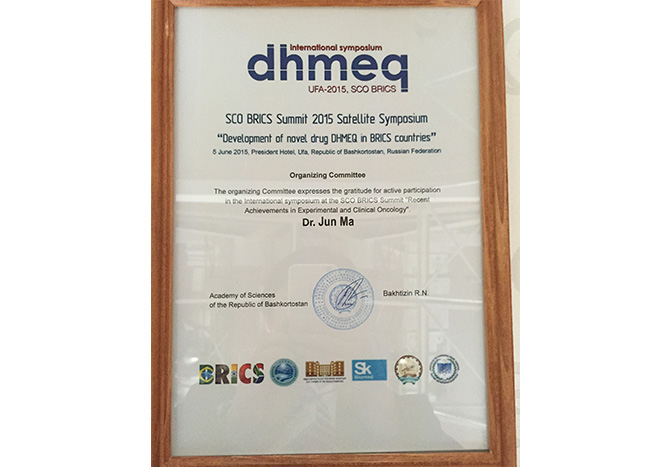 international symposium
dhmeq
UFA-2015, SCO BRICS
SCO BRICS Summit 2015 Satellite Symposium
“Development of novel drug DHMEQ in BRICS countries”
5 June 2015, President Hotel, Ufa, Republic of Bashkortostan, Russian Federation
Organizing Committee
The organizing Committee expresses the gratitude for active participation
in the International symposium at the SCO BRICS Summit "Recent
Achievements in Experimental and Clinical Oncology".
Dr. Jun Ma
Academy of Sciences
of the Republic of Bashkortostan
Bakhtizin R.N.
BRICS
Sk